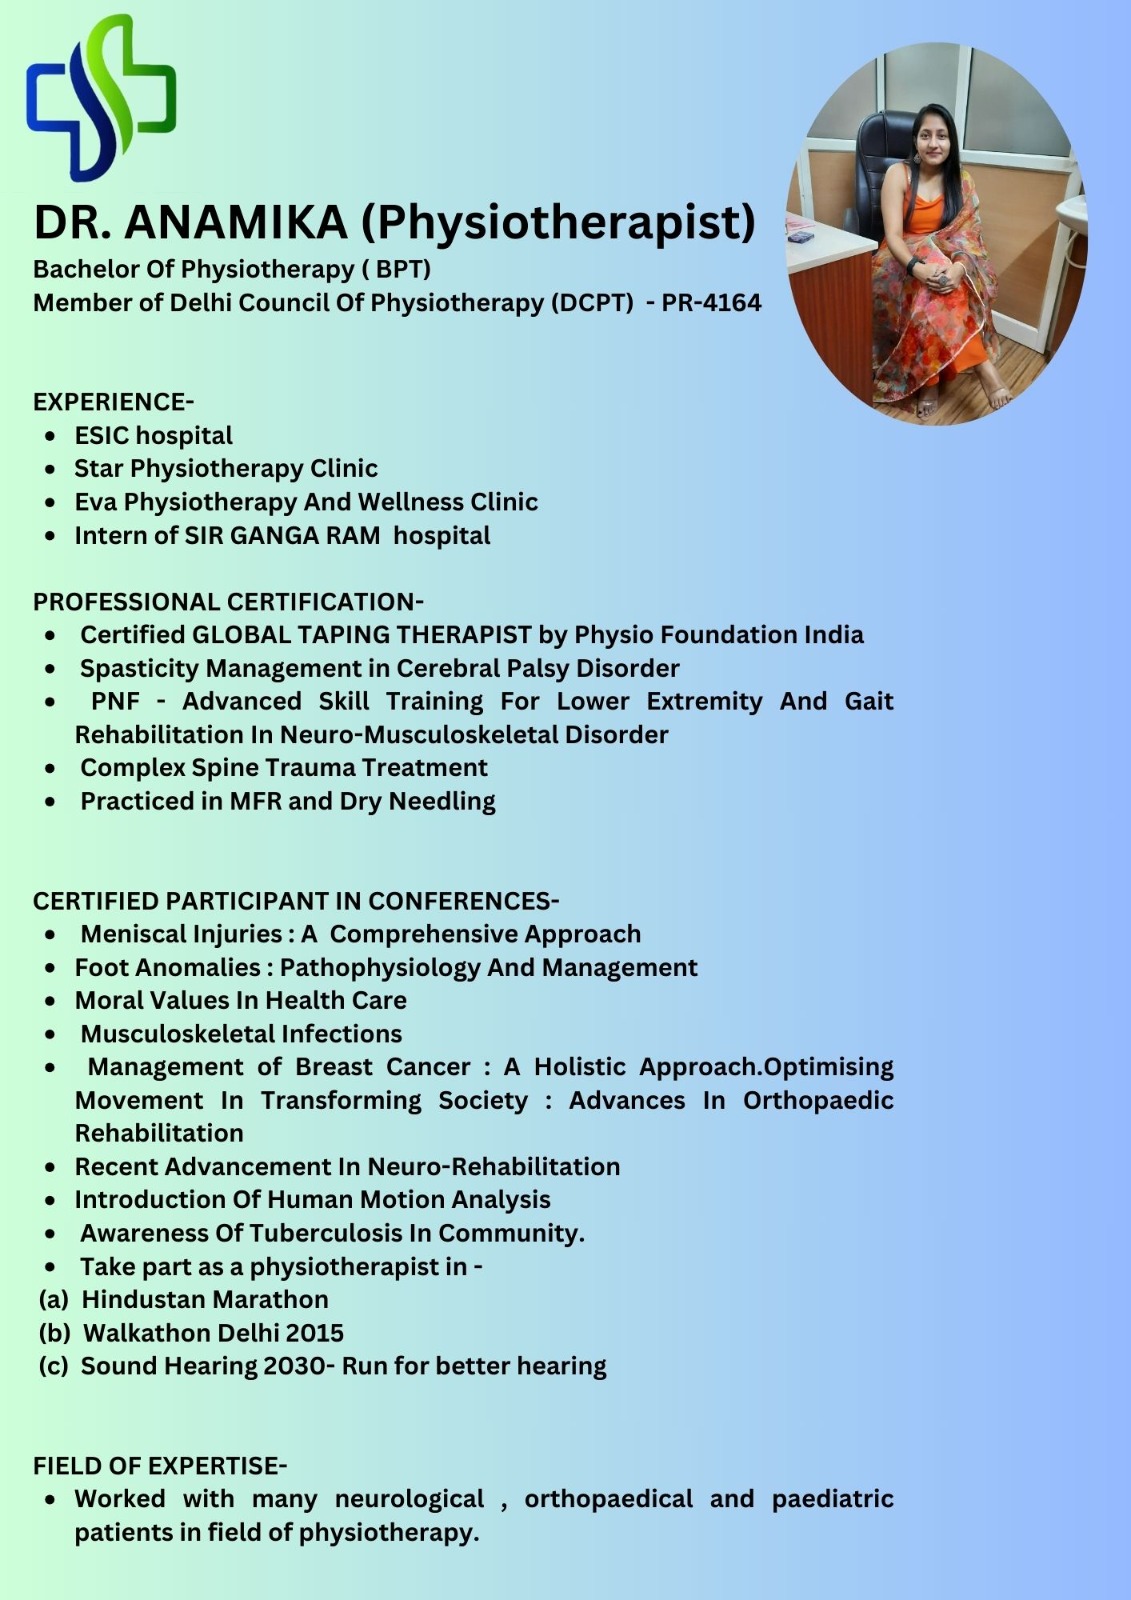 DR. ANAMIKA (Physiotherapist)
Bachelor Of Physiotherapy ( BPT)
Member of Delhi Council Of Physiotherapy (DCPT)  - PR-4164
EXPERIENCE-
• ESIC hospital
• Star Physiotherapy Clinic
• Eva Physiotherapy And Wellness Clinic
• Intern of SIR GANGA RAM  hospital
PROFESSIONAL CERTIFICATION-
• Certified GLOBAL TAPING THERAPIST by Physio Foundation India
• Spasticity Management in Cerebral Palsy Disorder
• PNF - Advanced Skill Training For Lower Extremity And Gait
Rehabilitation In Neuro-Musculoskeletal Disorder
• Complex Spine Trauma Treatment
• Practiced in MFR and Dry Needling
CERTIFIED PARTICIPANT IN CONFERENCES-
• Meniscal Injuries : A  Comprehensive Approach
• Foot Anomalies : Pathophysiology And Management
• Moral Values In Health Care
• Musculoskeletal Infections
• Management of Breast Cancer : A Holistic Approach.Optimising
Movement In Transforming Society : Advances In Orthopaedic
Rehabilitation
• Recent Advancement In Neuro-Rehabilitation
• Introduction Of Human Motion Analysis
• Awareness Of Tuberculosis In Community.
• Take part as a physiotherapist in -
(a)  Hindustan Marathon
(b)  Walkathon Delhi 2015
(c)  Sound Hearing 2030- Run for better hearing
FIELD OF EXPERTISE-
• Worked with many neurological , orthopaedical and paediatric
patients in field of physiotherapy.